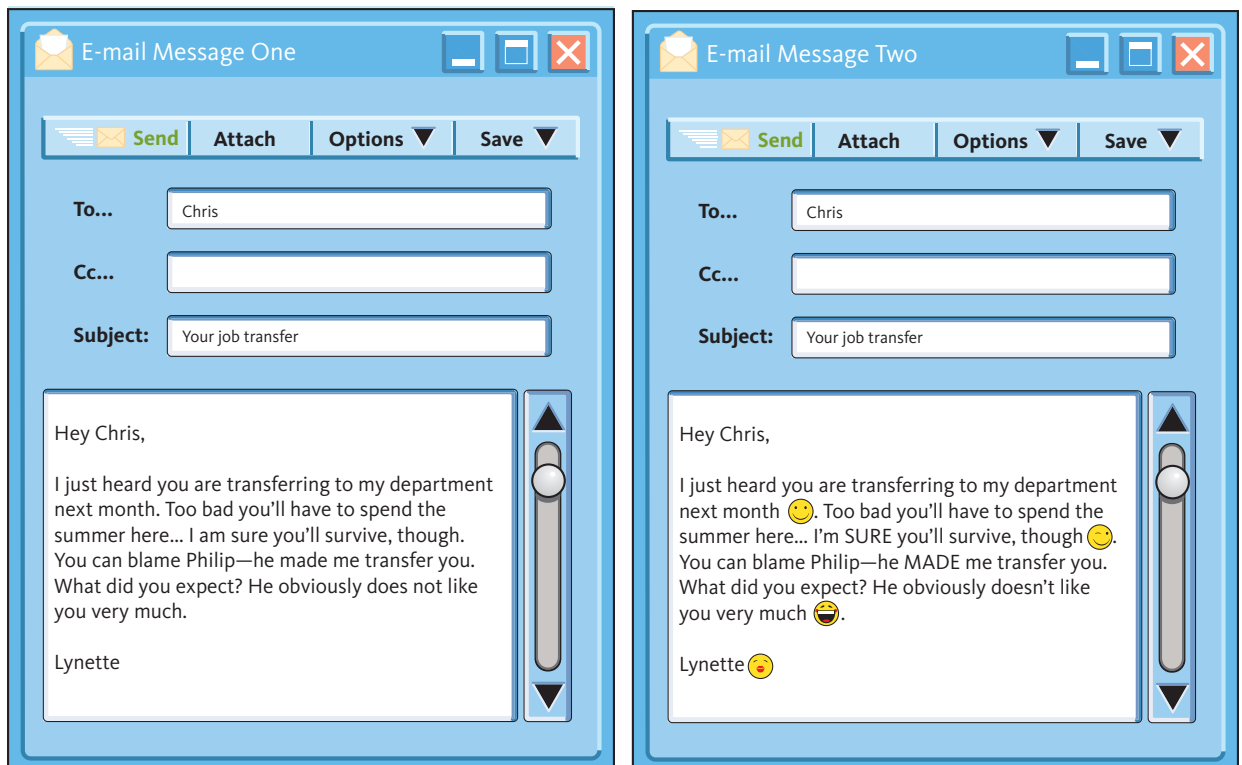 E-mail Message One
Send Attach Options Save
To... Chris
Cc...
Subject: Your job transfer
Hey Chris,
I just heard you are transferring to my department
next month. Too bad you'll have to spend the
summer here... I am sure you'll survive, though.
You can blame Philip—he made me transfer you.
What did you expect? He obviously does not like
you very much.
Lynette
E-mail Message Two
Send Attach Options Save
To... Chris
Cc...
Subject: Your job transfer
Hey Chris,
I just heard you are transferring to my department
next month 🙂. Too bad you'll have to spend the
summer here... I'm SURE you'll survive, though 😉.
You can blame Philip—he MADE me transfer you.
What did you expect? He obviously doesn't like
you very much 😄.
Lynette 😗